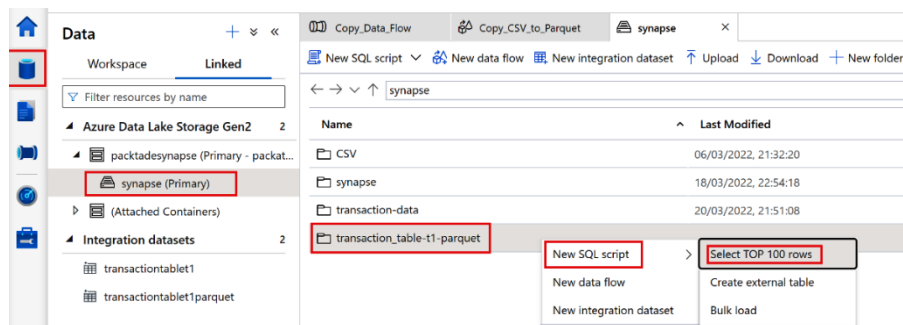 Data
Workspace Linked
Filter resources by name
Azure Data Lake Storage Gen2 2
packtadesynapse (Primary - packat...
synapse (Primary)
(Attached Containers)
Integration datasets 2
transactiontablet1
transactiontablet1parquet
Copy_Data_Flow Copy_CSV_to_Parquet synapse
New SQL script New data flow New integration dataset Upload Download New folder
synapse
Name Last Modified
CSV 06/03/2022, 21:32:20
synapse 18/03/2022, 22:54:18
transaction-data 20/03/2022, 21:51:08
transaction_table-t1-parquet
New SQL script Select TOP 100 rows
New data flow Create external table
New integration dataset Bulk load